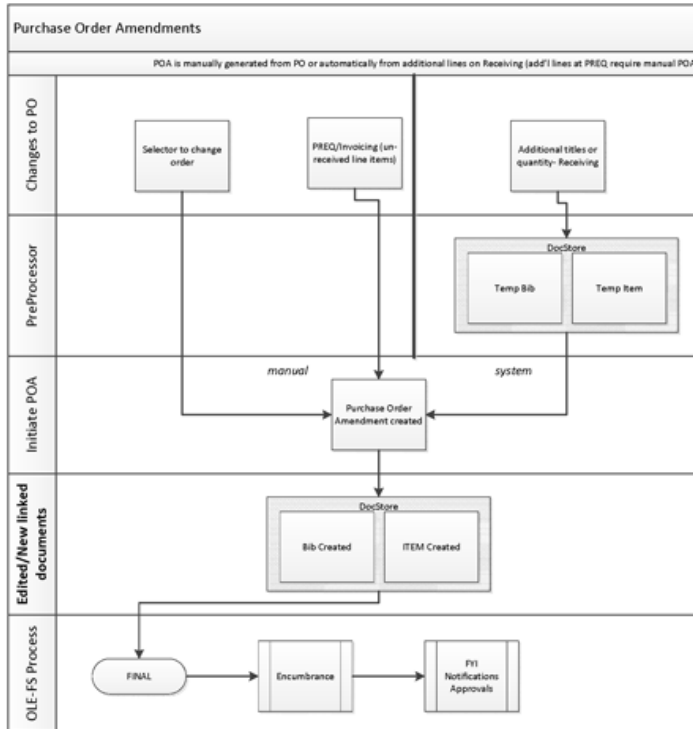 Purchase Order Amendments
POA is manually generated from PO or automatically from additional lines on Receiving (add'l lines at PREQ require manual POA
Changes to PO
Selector to change
order
PREQ/Invoicing (un-
received line items)
Additional titles or
quantity- Receiving
PreProcessor
DocStore
Temp Bib
Temp Item
Initiate POA
manual
system
Purchase Order
Amendment created
Edited/New linked
documents
DocStore
Bib Created
ITEM Created
OLE-FS Process
FINAL
Encumbrance
FYI
Notifications
Approvals